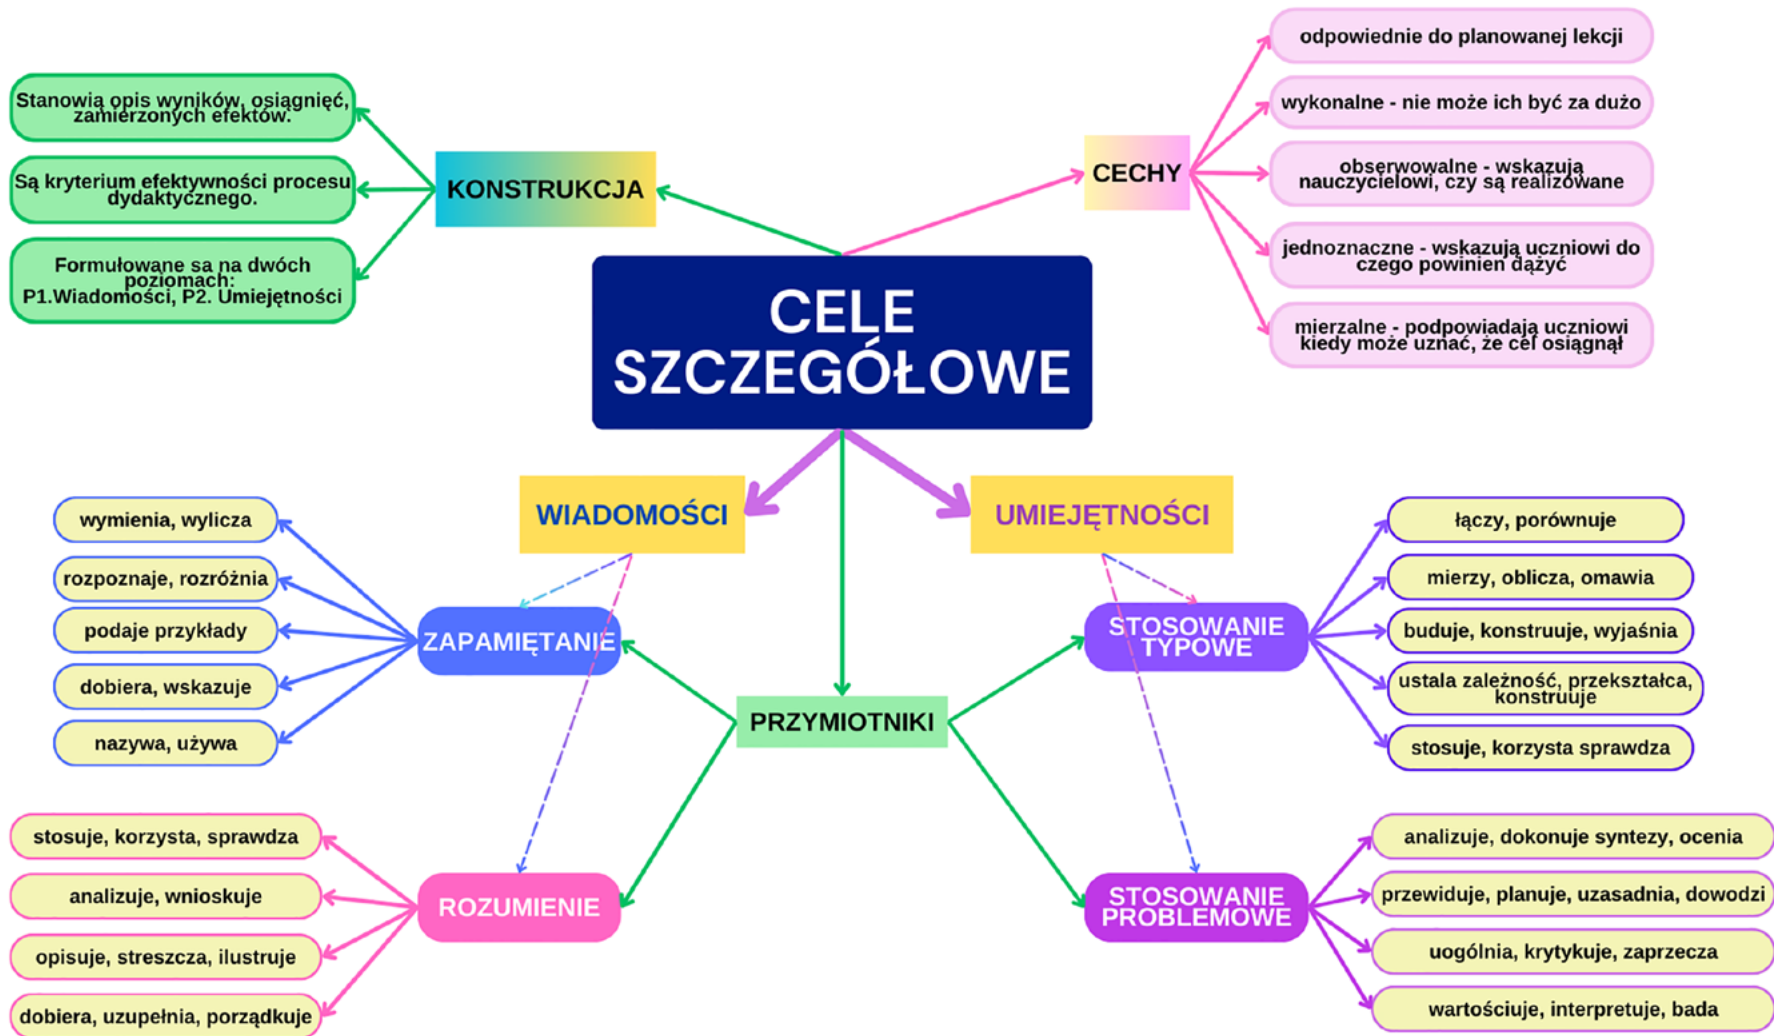 Stanowią opis wyników, osiągnięć,
zamierzonych efektów.
Są kryterium efektywności procesu
dydaktycznego.
Formułowane sa na dwóch
poziomach:
P1.Wiadomości, P2. Umiejętności
KONSTRUKCJA
CECHY
odpowiednie do planowanej lekcji
wykonalne - nie może ich być za dużo
obserwowalne - wskazują
nauczycielowi, czy są realizowane
jednoznaczne - wskazują uczniowi do
czego powinien dążyć
mierzalne - podpowiadają uczniowi
kiedy może uznać, że cel osiągnął
CELE
SZCZEGÓŁOWE
WIADOMOŚCI
UMIEJĘTNOŚCI
wymienia, wylicza
rozpoznaje, rozróżnia
podaje przykłady
dobiera, wskazuje
nazywa, używa
ZAPAMIĘTANIE
STOSOWANIE
TYPOWE
łączy, porównuje
mierzy, oblicza, omawia
buduje, konstruuje, wyjaśnia
ustala zależność, przekształca,
konstruuje
stosuje, korzysta sprawdza
PRZYMIOTNIKI
stosuje, korzysta, sprawdza
analizuje, wnioskuje
opisuje, streszcza, ilustruje
dobiera, uzupełnia, porządkuje
ROZUMIENIE
STOSOWANIE
PROBLEMOWE
analizuje, dokonuje syntezy, ocenia
przewiduje, planuje, uzasadnia, dowodzi
uogólnia, krytykuje, zaprzecza
wartościuje, interpretuje, bada